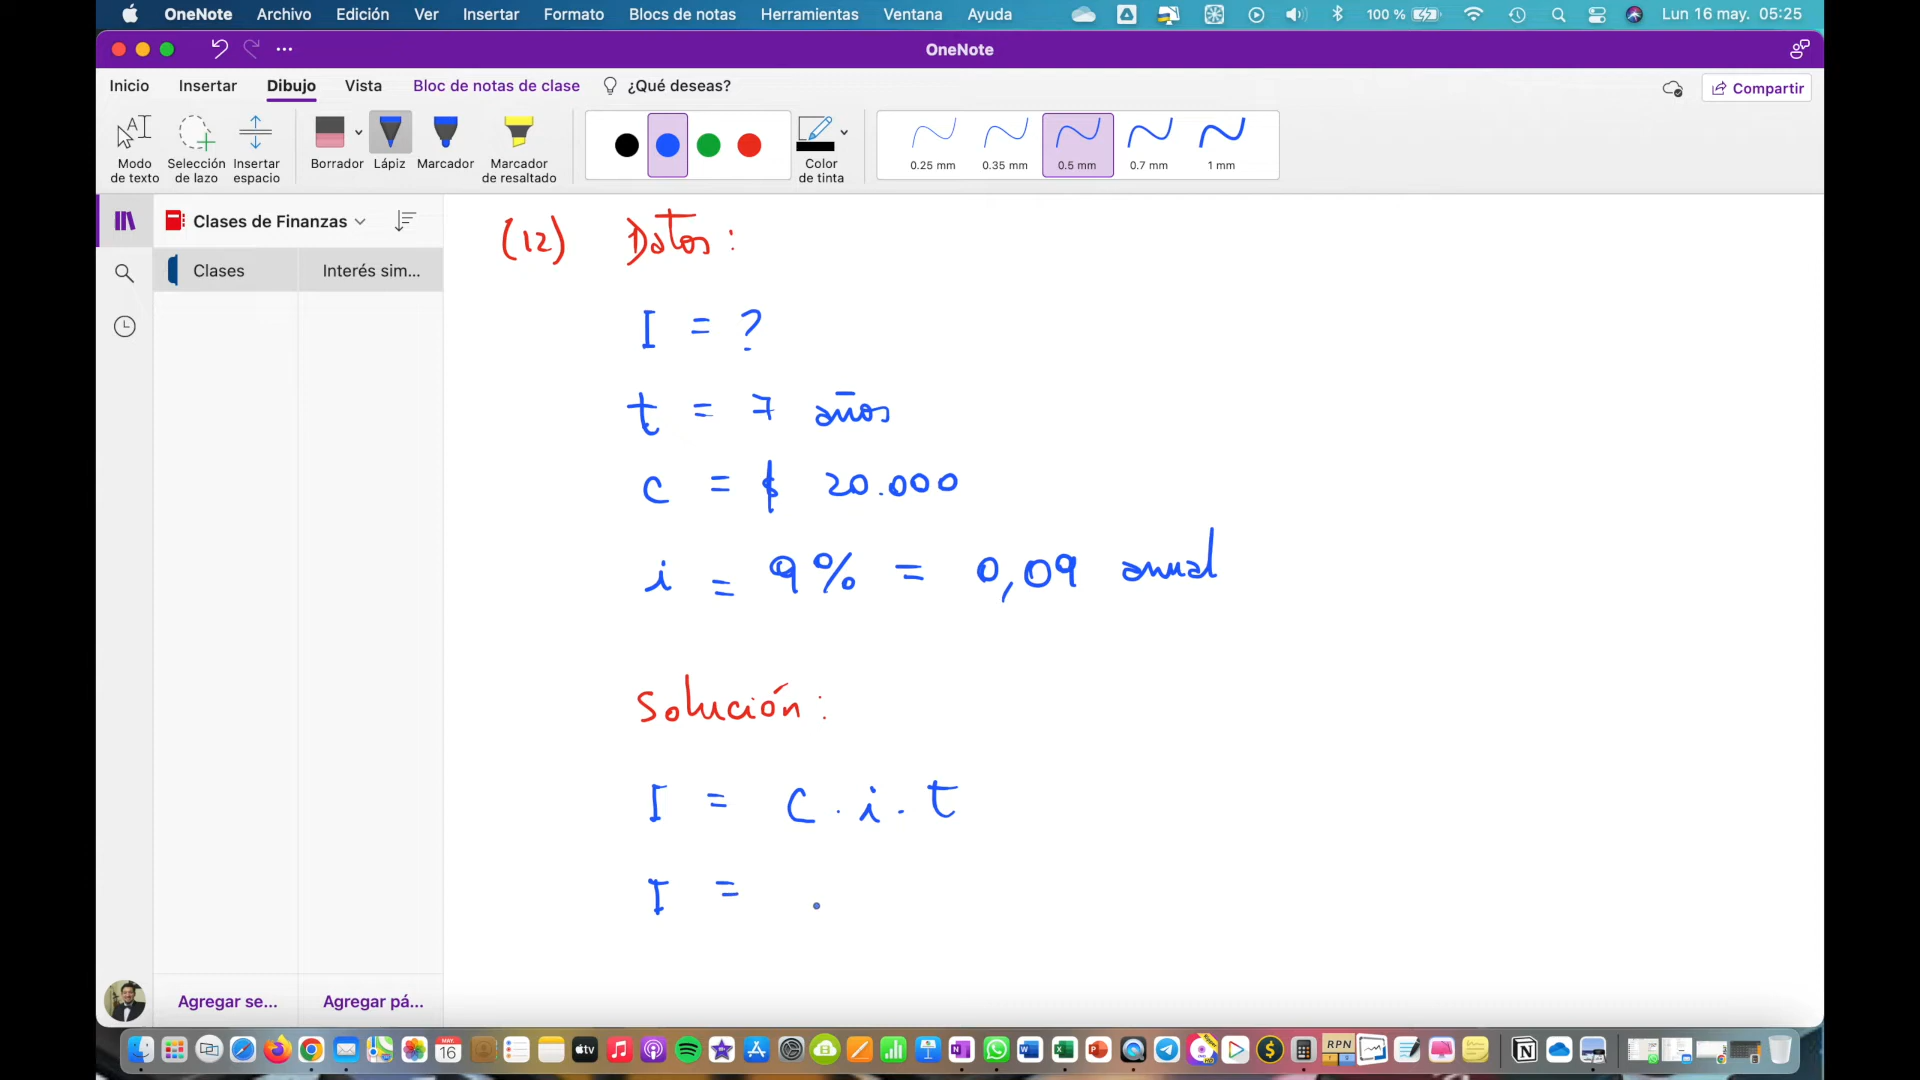 OneNote Archivo Edición Ver Insertar Formato Blocs de notas Herramientas Ventana Ayuda 100 % Lun 16 may. 05:25
OneNote
Inicio Insertar Dibujo Vista Bloc de notas de clase ¿Qué deseas? Compartir
Modo de texto
Selección de lazo
Insertar espacio
Borrador
Lápiz
Marcador
Marcador de resaltado
Color de tinta
0.25 mm 0.35 mm 0.5 mm 0.7 mm 1 mm
Clases de Finanzas
Clases Interés sim...
(12) Datos:
I = ?
t = 7 años
C = $ 20.000
i = 9% = 0,09 anual
Solución:
I = C . i . t
I =
Agregar se... Agregar pá...
MAY. 16 tv RPN